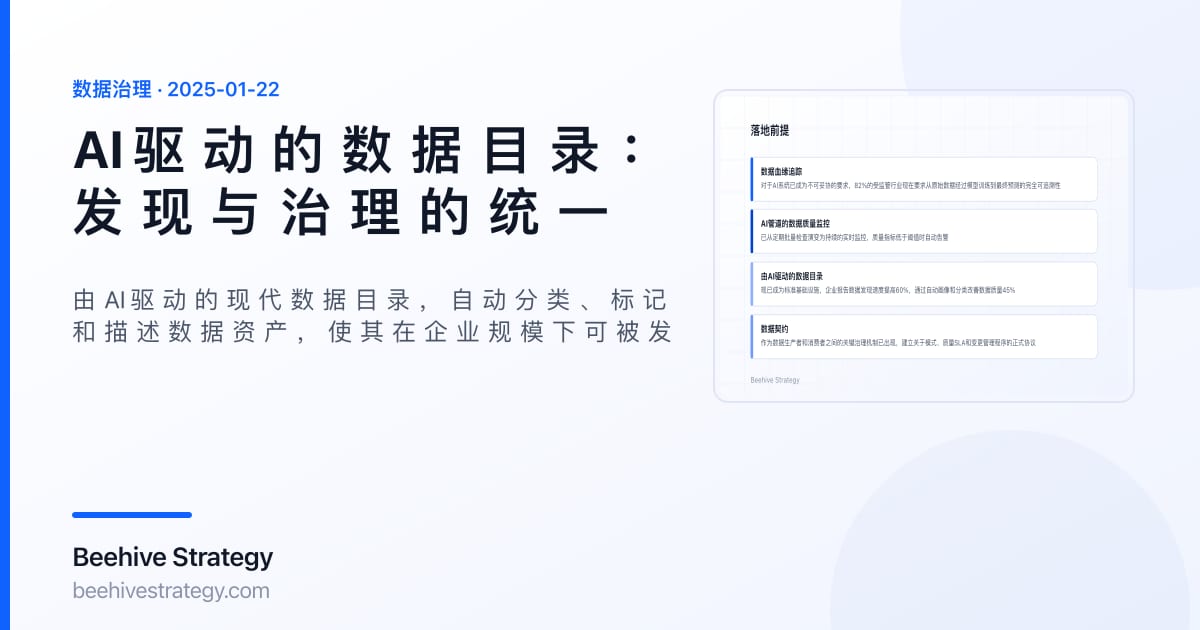 数据治理 · 2025-01-22
AI驱动的数据目录：
发现与治理的统一
由AI驱动的现代数据目录，自动分类、标记
和描述数据资产，使其在企业规模下可被发
Beehive Strategy
beehivestrategy.com
落地前提
数据血缘追踪
对于AI系统已成为不可妥协的要求，82%的受监管行业现在要求从原始数据经过模型训练到最终预测的完全可追溯性
AI管道的数据质量监控
已从定期批量检查演变为持续的实时监控，质量指标低于阈值时自动告警
由AI驱动的数据目录
现已成为标准基础设施，企业报告数据发现速度提高60%，通过自动画像和分类改善数据质量45%
数据契约
作为数据生产者和消费者之间的关键治理机制已出现，建立关于模式、质量SLA和变更管理程序的正式协议
Beehive Strategy